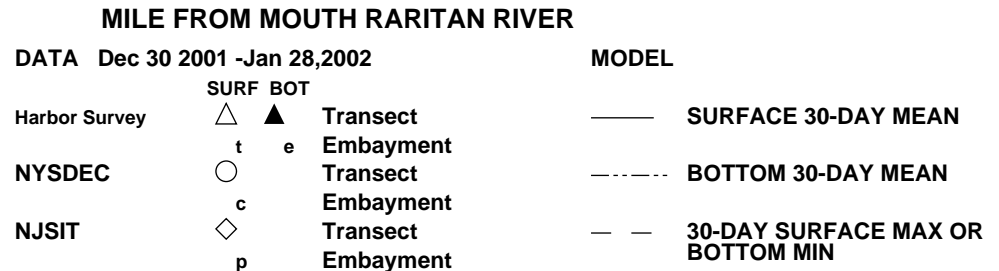 MILE FROM MOUTH RARITAN RIVER
DATA Dec 30 2001 -Jan 28,2002 MODEL
SURF BOT
Harbor Survey Transect SURFACE 30-DAY MEAN
t e Embayment
NYSDEC Transect BOTTOM 30-DAY MEAN
c Embayment
NJSIT Transect 30-DAY SURFACE MAX OR
p Embayment BOTTOM MIN